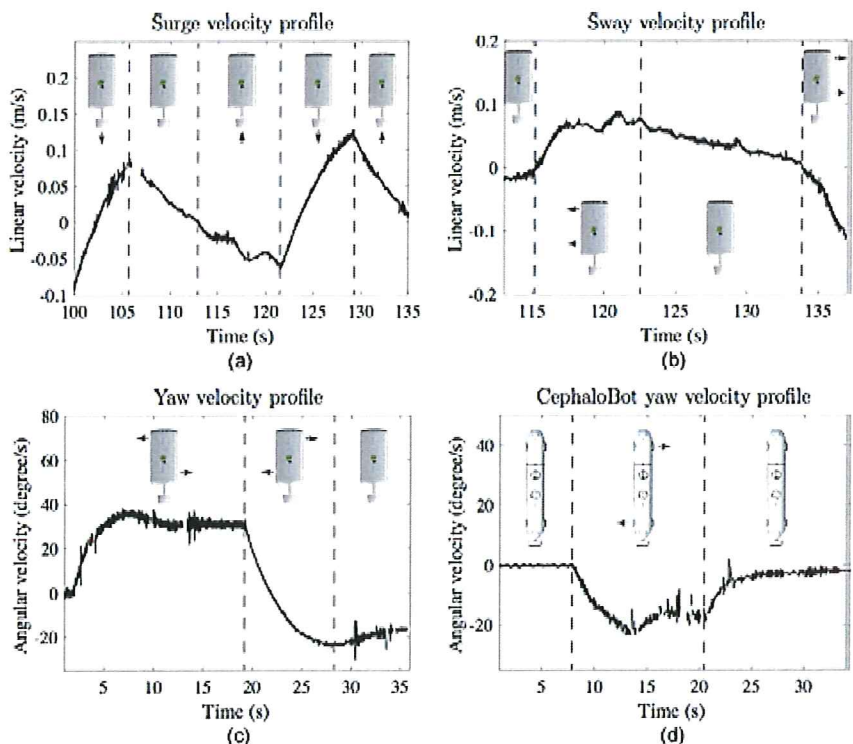 Surge velocity profile
Linear velocity (m/s)
0.2
0.15
0.1
0.05
0
-0.05
-0.1
100 105 110 115 120 125 130 135
Time (s)
(a)
Sway velocity profile
Linear velocity (m/s)
0.2
0.1
0
-0.1
-0.2
115 120 125 130 135
Time (s)
(b)
Yaw velocity profile
Angular velocity (degree/s)
80
60
40
20
0
-20
5 10 15 20 25 30 35
Time (s)
(c)
CephaloBot yaw velocity profile
Angular velocity (degree/s)
40
20
0
-20
5 10 15 20 25 30
Time (s)
(d)